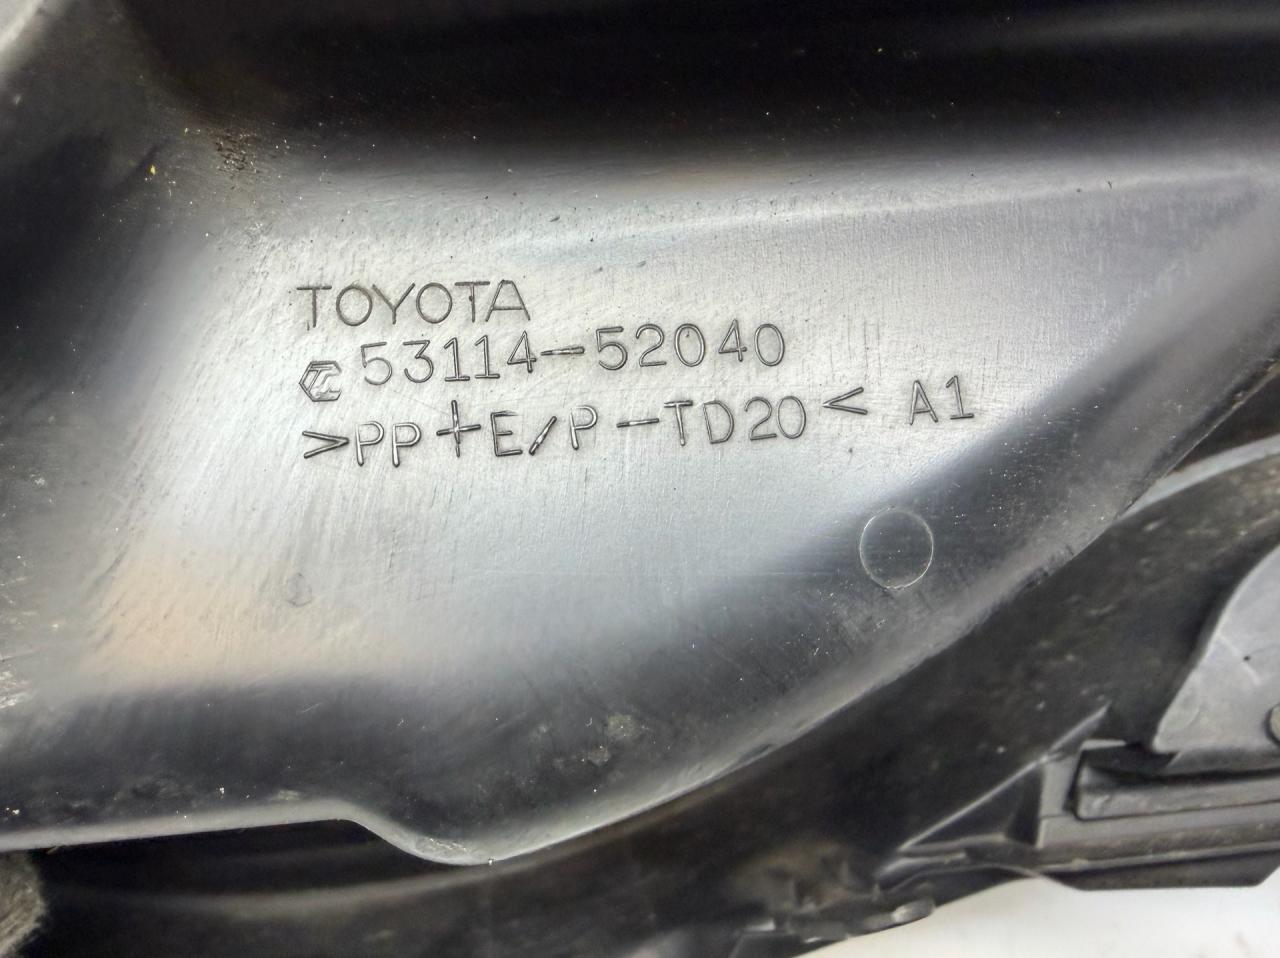 TOYOTA
53114-52040
>PP+E/P-TD20< A1